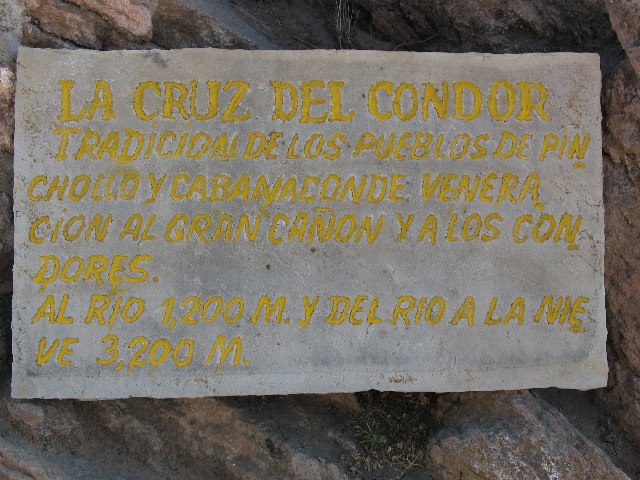 LA CRUZ DEL CONDOR
TRADICIONAL DE LOS PUEBLOS DE PIN
CHOLLO Y CABANACONDE VENERA
CION AL GRAN CAÑON Y A LOS CON
DORES.
AL RÍO 1,200 M. Y DEL RIO A LA NIE
VE 3,200 M.